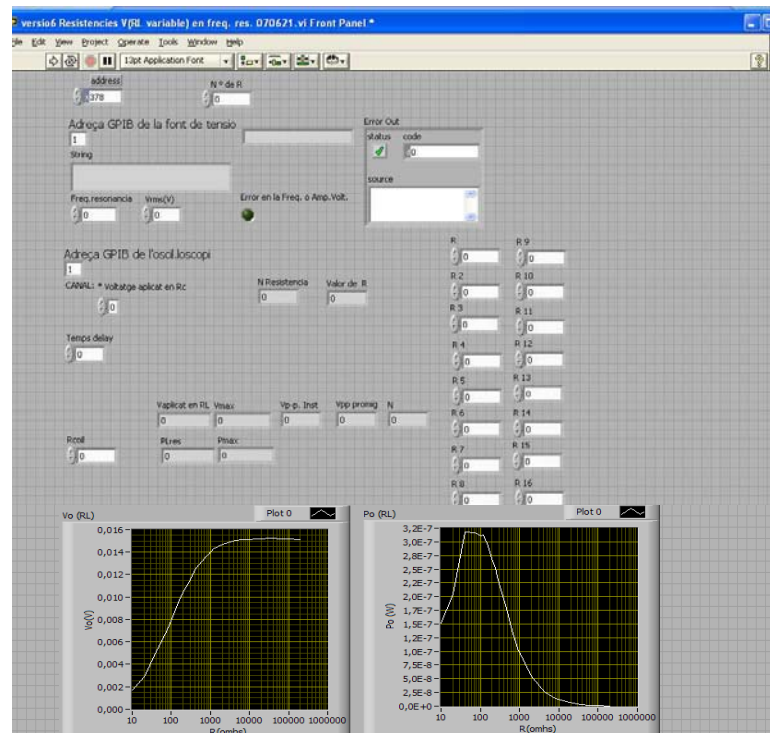 versio6 Resistencies V(RL variable) en freq. res. 070621.vi Front Panel *
File Edit View Project Operate Tools Window Help
12pt Application Font
address
378
N º de R
0
Adreça GPIB de la font de tensio
1
Error Out
status code
0
source
String
Freq.resonancia Vrms(V) Error en la Freq. o Amp.Volt.
0 0
Adreça GPIB de l'oscil.loscopi
1
CANAL: * Voltatge aplicat en Rc
0
N Resistencia Valor de R
0 0
Temps delay
0
R R 9
0 0
R 2 R 10
0 0
R 3 R 11
0 0
R 4 R 12
0 0
R 5 R 13
0 0
R 6 R 14
0 0
R 7 R 15
0 0
R 8 R 16
0 0
Vaplicat en RL Vmax Vp-p. Inst Vpp promig N
0 0 0 0 0
Rcoil PLres Pmax
0 0 0
Vo (RL) Plot 0
0,016
0,014
0,012
0,010
0,008
0,006
0,004
0,002
0,000
Vo(V)
10 100 1000 10000 100000 1000000
R(omhs)
Po (RL) Plot 0
3,2E-7
3,0E-7
2,8E-7
2,5E-7
2,2E-7
2,0E-7
1,7E-7
1,5E-7
1,2E-7
1,0E-7
7,5E-8
5,0E-8
2,5E-8
0,0E+0
Po (W)
10 100 1000 10000 100000 1000000
R(omhs)